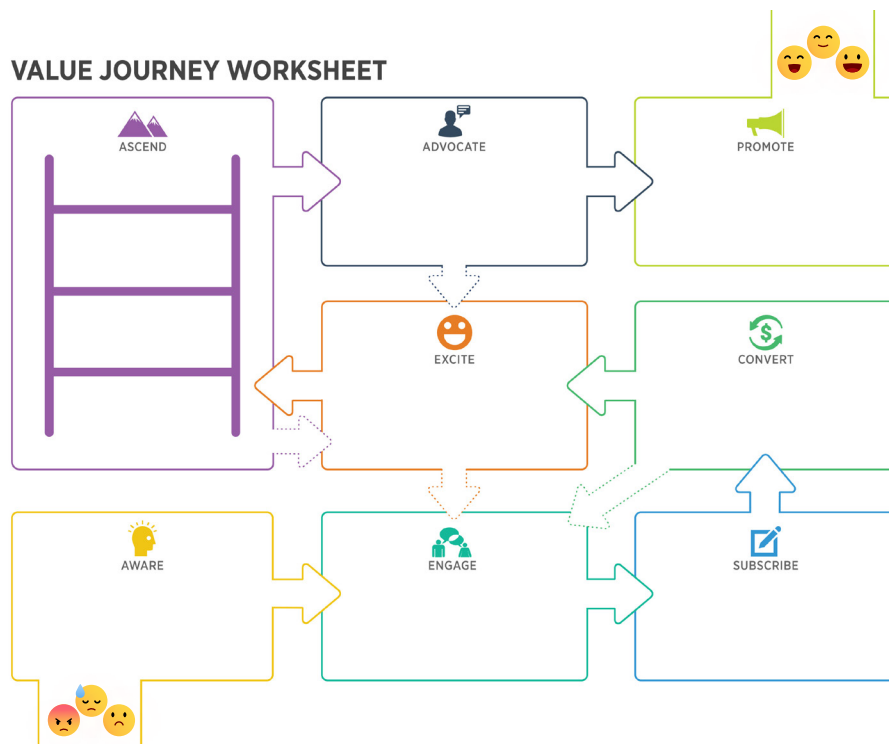 VALUE JOURNEY WORKSHEET
ASCEND
ADVOCATE
PROMOTE
$
EXCITE
CONVERT
AWARE
ENGAGE
SUBSCRIBE